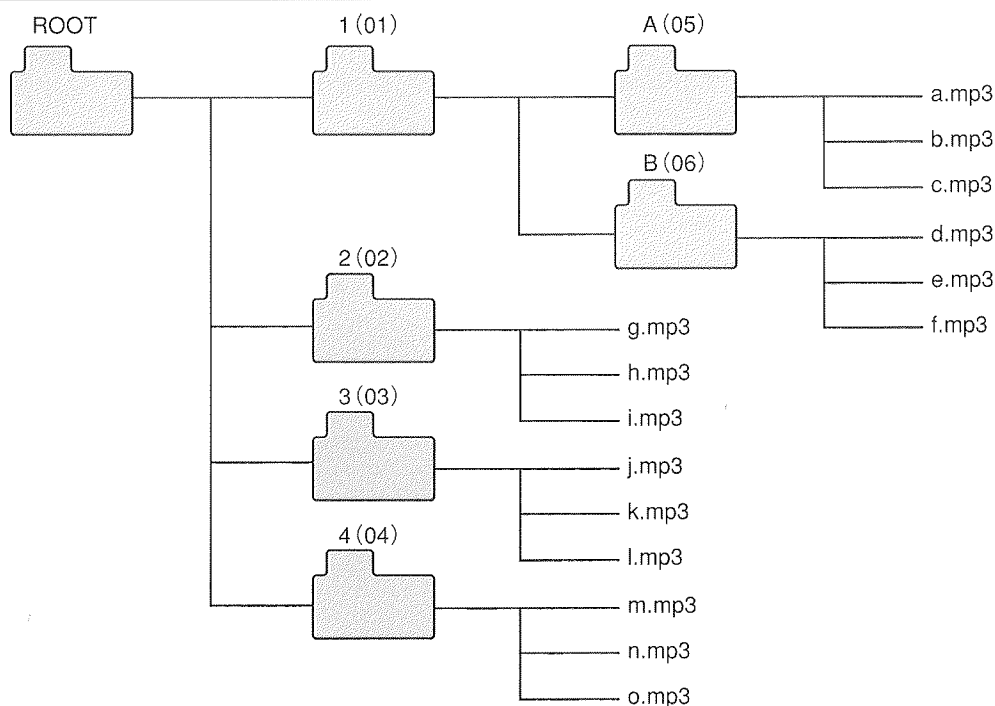 ROOT
1 (01)
A (05)
a.mp3
b.mp3
c.mp3
B (06)
d.mp3
e.mp3
f.mp3
2 (02)
g.mp3
h.mp3
i.mp3
3 (03)
j.mp3
k.mp3
l.mp3
4 (04)
m.mp3
n.mp3
o.mp3